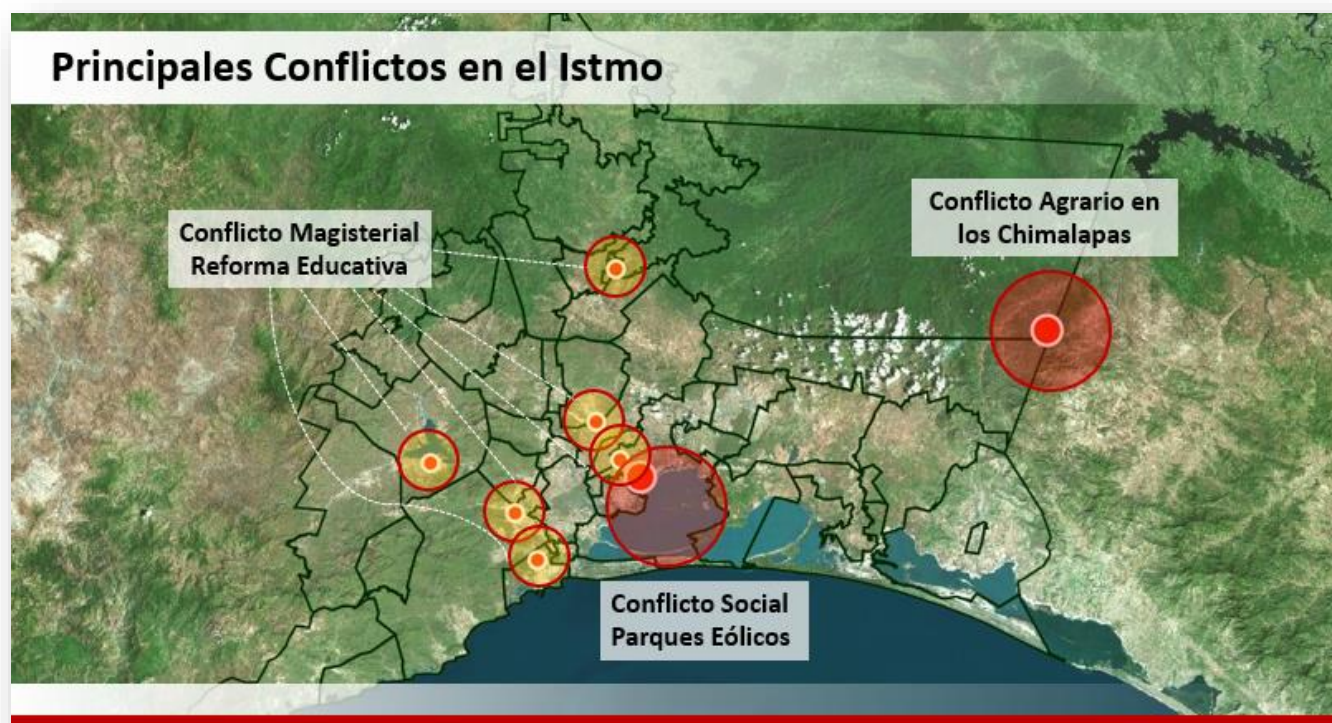 Principales Conflictos en el Istmo
Conflicto Magisterial
Reforma Educativa
Conflicto Agrario en
los Chimalapas
Conflicto Social
Parques Eólicos